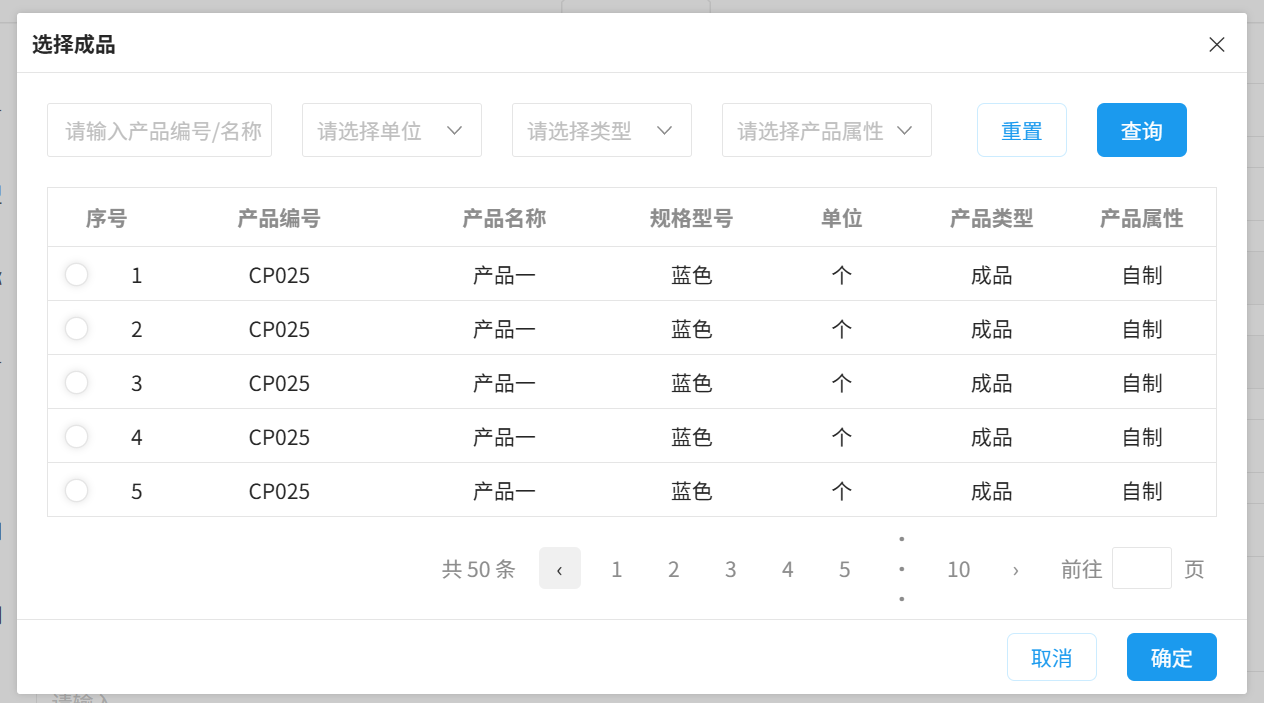 选择成品
请输入产品编号/名称 请选择单位 请选择类型 请选择产品属性 重置 查询
序号 产品编号 产品名称 规格型号 单位 产品类型 产品属性
1 CP025 产品一 蓝色 个 成品 自制
2 CP025 产品一 蓝色 个 成品 自制
3 CP025 产品一 蓝色 个 成品 自制
4 CP025 产品一 蓝色 个 成品 自制
5 CP025 产品一 蓝色 个 成品 自制
共 50 条 ‹ 1 2 3 4 5 ··· 10 › 前往 页
取消 确定
请输入